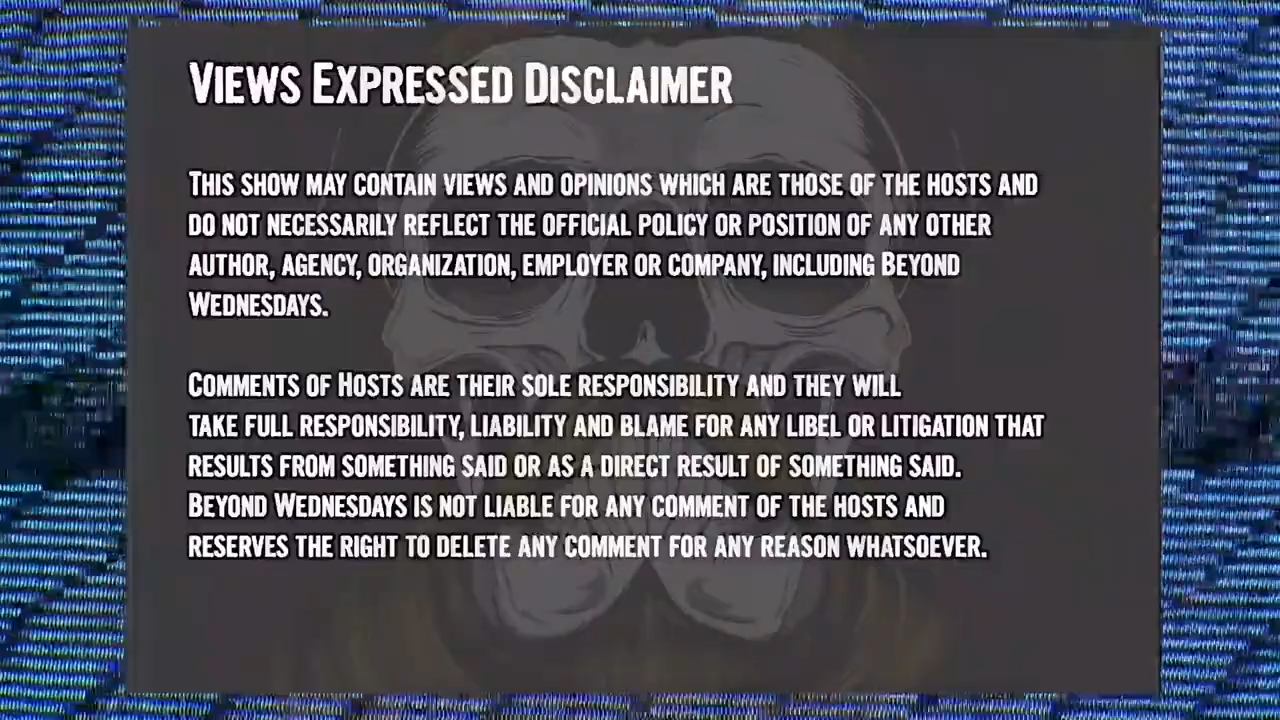 Views Expressed Disclaimer
This show may contain views and opinions which are those of the hosts and
do not necessarily reflect the official policy or position of any other
author, agency, organization, employer or company, including Beyond
Wednesdays.
Comments of Hosts are their sole responsibility and they will
take full responsibility, liability and blame for any libel or litigation that
results from something said or as a direct result of something said.
Beyond Wednesdays is not liable for any comment of the hosts and
reserves the right to delete any comment for any reason whatsoever.